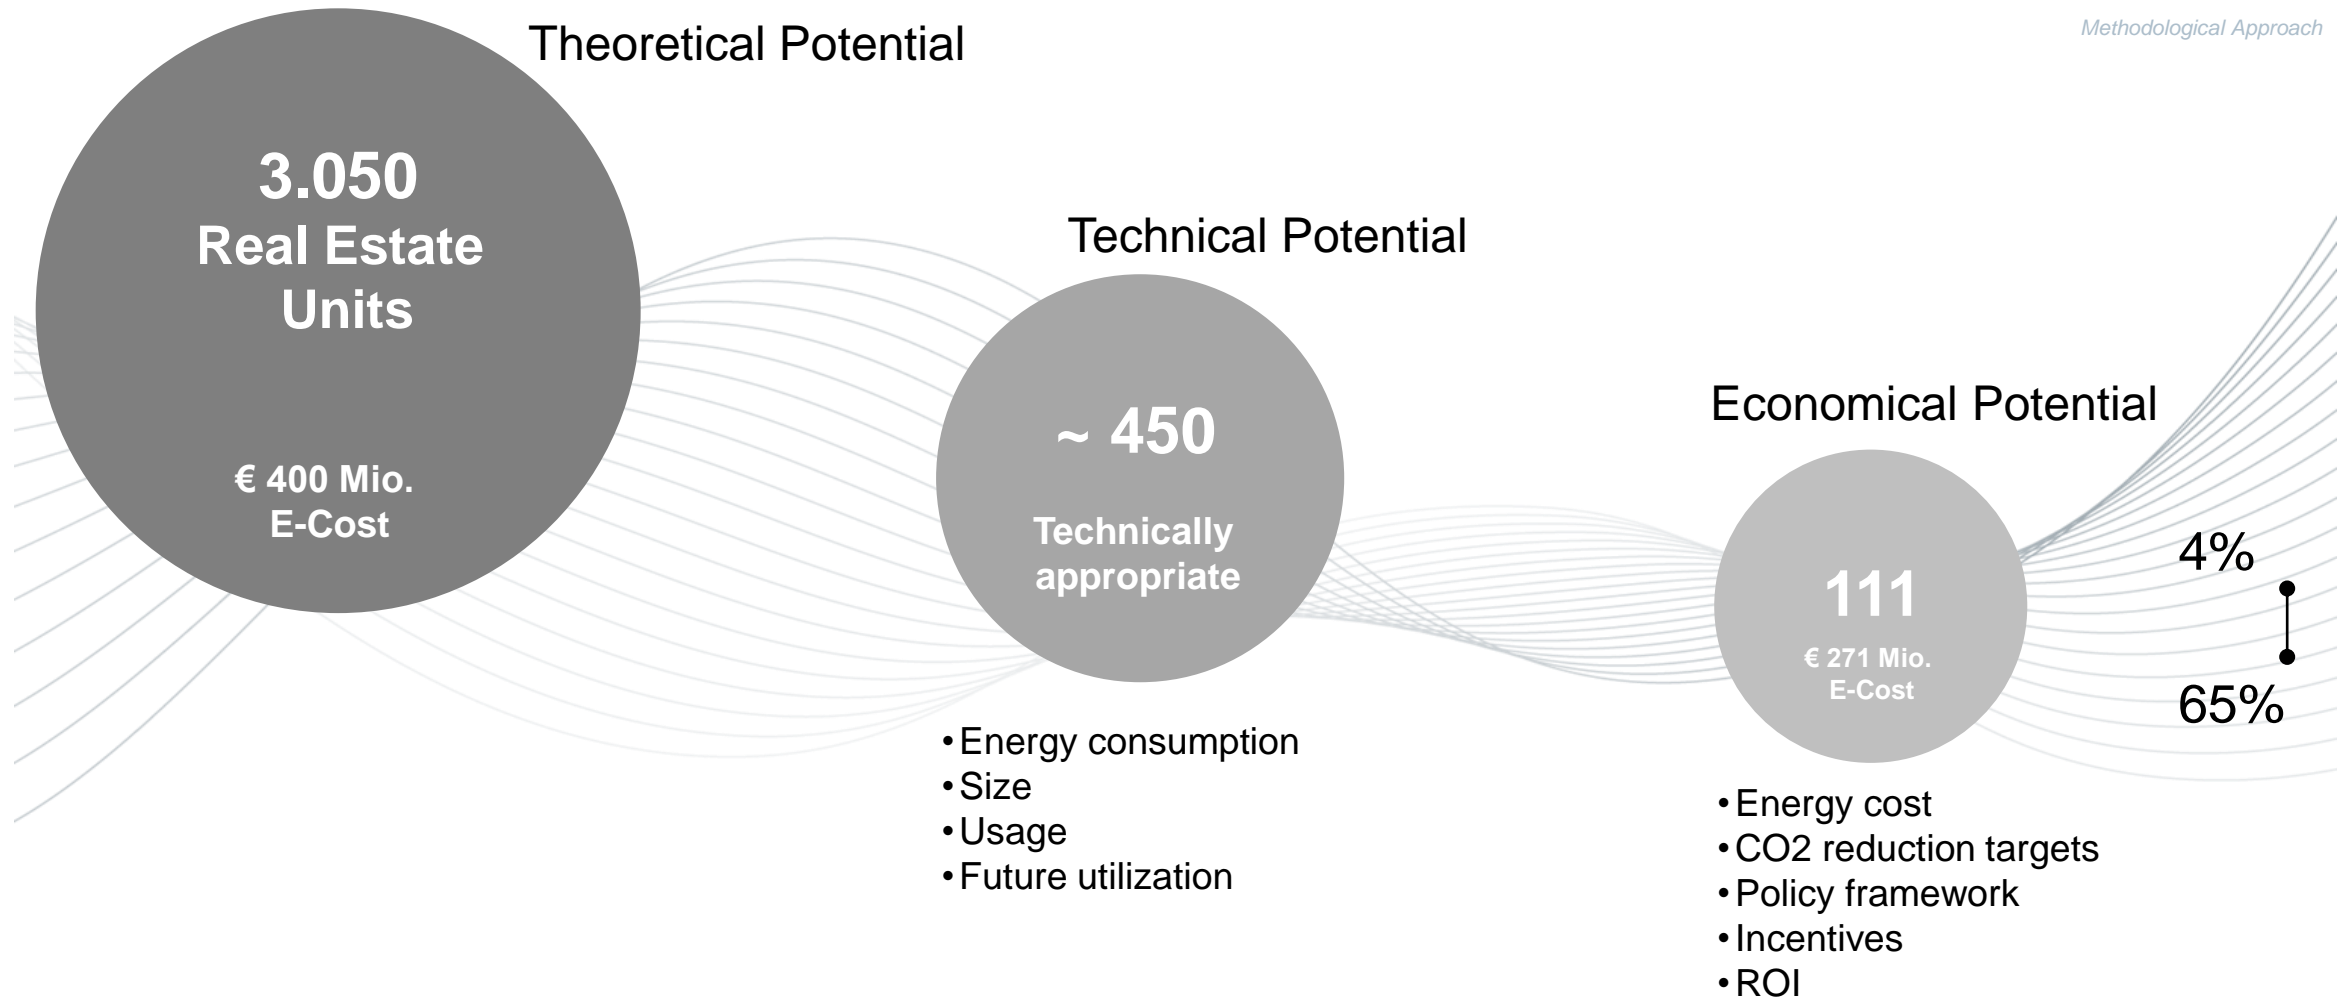 Methodological Approach
Theoretical Potential
3.050
Real Estate
Units
€ 400 Mio.
E-Cost
Technical Potential
~ 450
Technically
appropriate
•Energy consumption
•Size
•Usage
•Future utilization
Economical Potential
111
€ 271 Mio.
E-Cost
4%
65%
•Energy cost
•CO2 reduction targets
•Policy framework
•Incentives
•ROI